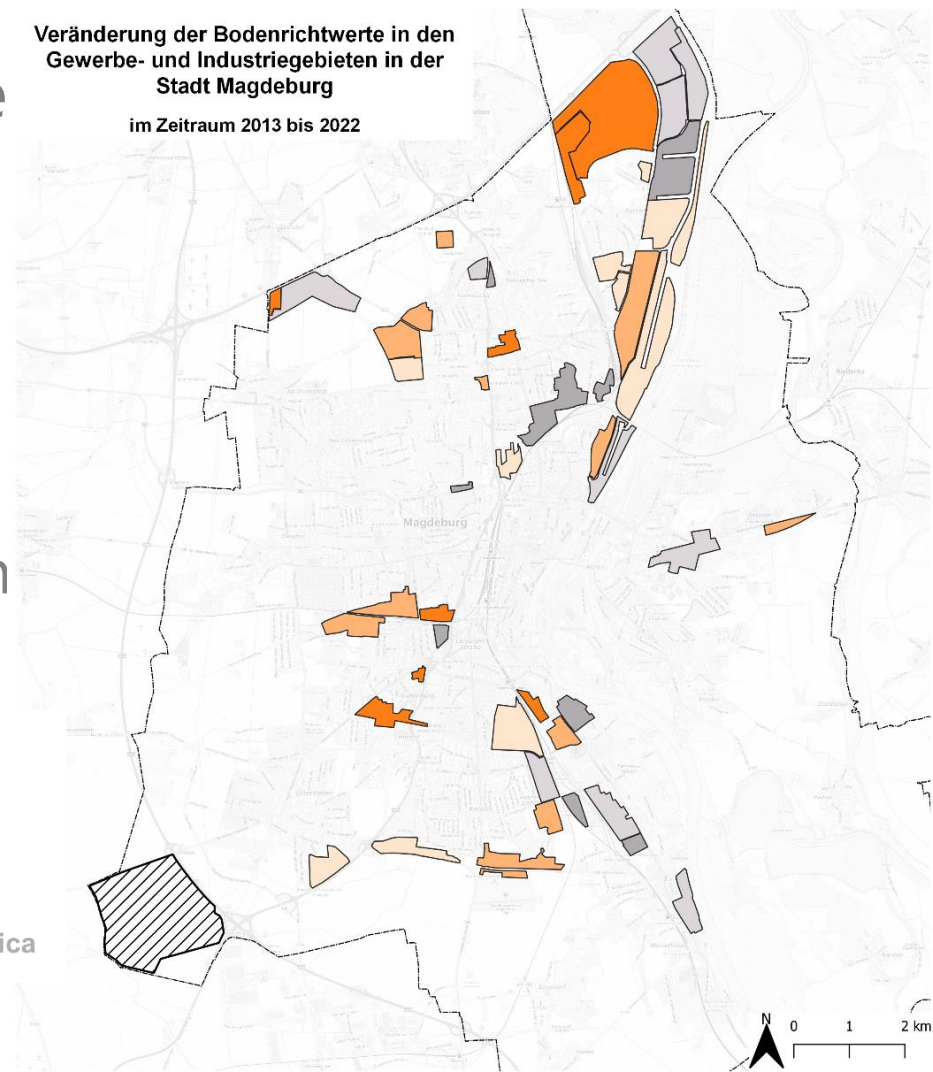 Veränderung der Bodenrichtwerte in den
Gewerbe- und Industriegebieten in der
Stadt Magdeburg
im Zeitraum 2013 bis 2022
e
Magdeburg
n
ica
N
0 1 2 km